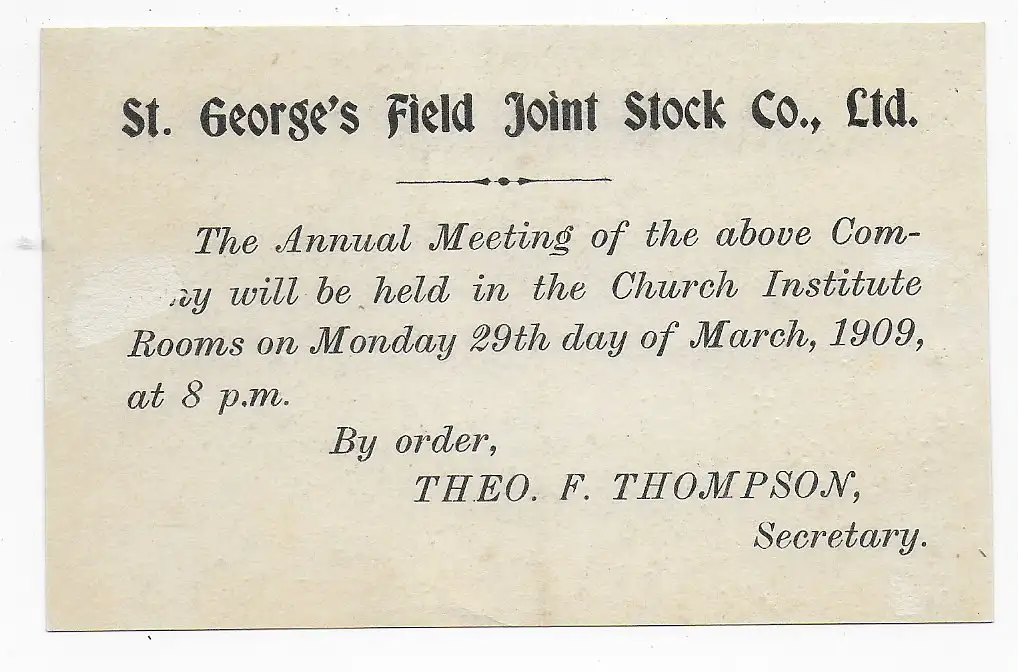 St. George's Field Joint Stock Co., Ltd.
The Annual Meeting of the above Com-
ny will be held in the Church Institute
Rooms on Monday 29th day of March, 1909,
at 8 p.m.
By order,
THEO. F. THOMPSON,
Secretary.